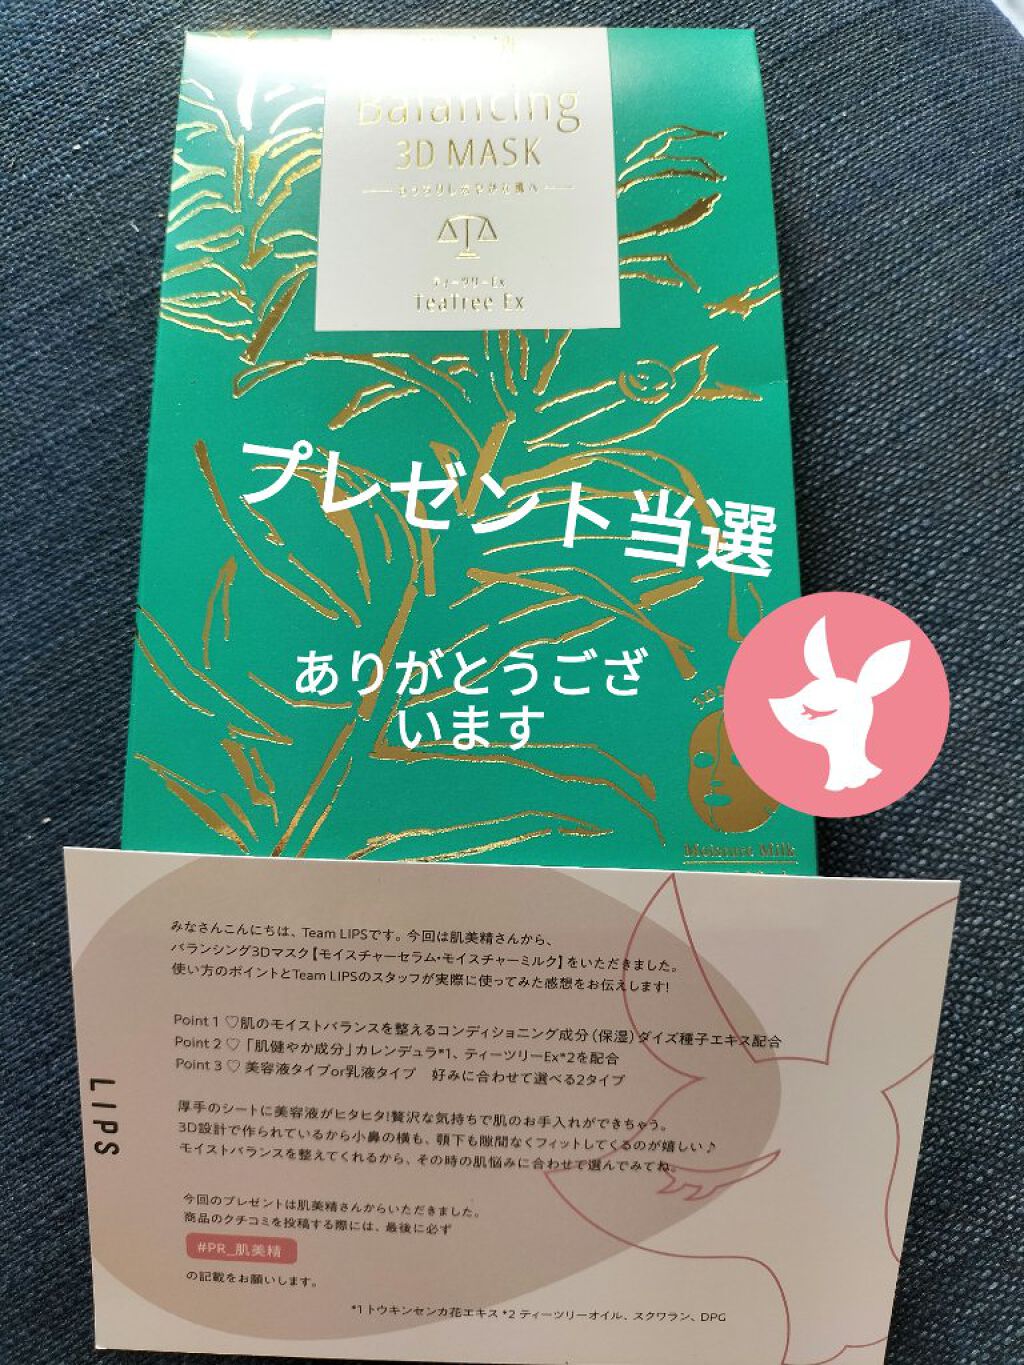 Balancing
3D MASK
ティーツリーEx
TeaTree Ex
プレゼント当選
ありがとうござ
います
Moisture Milk
みなさんこんにちは、Team LIPSです。今回は肌美精さんから、
バランシング3Dマスク【モイスチャーセラム・モイスチャーミルク】をいただきました。
使い方のポイントとTeam LIPSのスタッフが実際に使ってみた感想をお伝えします!
Point 1 ♡肌のモイストバランスを整えるコンディショニング成分(保湿)ダイズ種子エキス配合
Point 2 ♡「肌健やか成分」カレンデュラ*1、ティーツリーEx*2を配合
Point 3 ♡ 美容液タイプor乳液タイプ 好みに合わせて選べる2タイプ
厚手のシートに美容液がヒタヒタ!贅沢な気持ちで肌のお手入れができちゃう。
3D設計で作られているから小鼻の横も、顎下も隙間なくフィットしてくるのが嬉しい♪
モイストバランスを整えてくれるから、その時の肌悩みに合わせて選んでみてね。
今回のプレゼントは肌美精さんからいただきました。
商品のクチコミを投稿する際には、最後に必ず
#PR_肌美精
の記載をお願いします。
*1 トウキンセンカ花エキス *2 ティーツリーオイル、スクワラン、DPG
LIPS